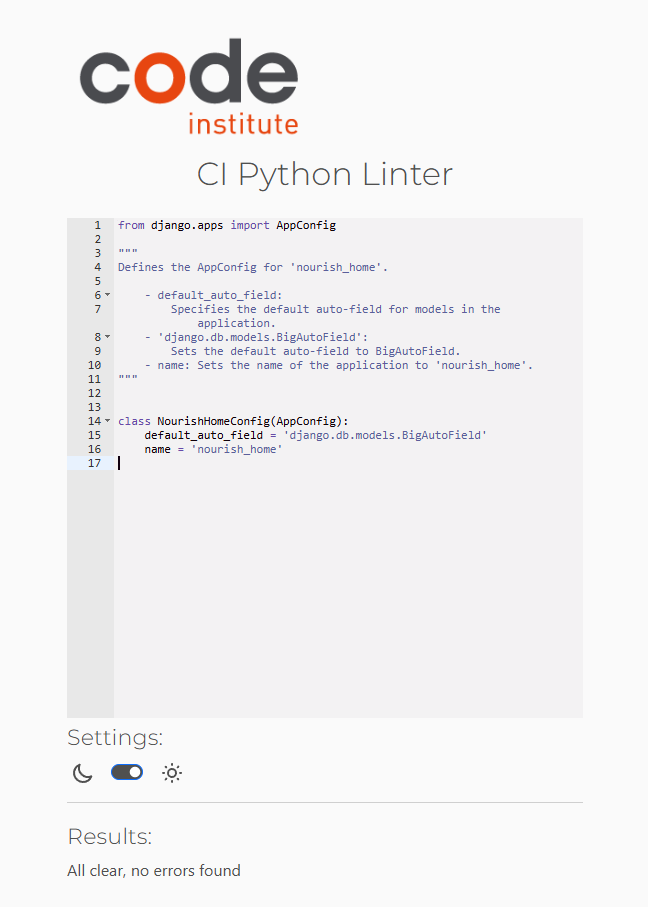 code
institute
CI Python Linter
1 from django.apps import AppConfig
2
3 """
4 Defines the AppConfig for 'nourish_home'.
5
6     - default_auto_field:
7         Specifies the default auto-field for models in the
            application.
8     - 'django.db.models.BigAutoField':
9         Sets the default auto-field to BigAutoField.
10     - name: Sets the name of the application to 'nourish_home'.
11 """
12
13
14 class NourishHomeConfig(AppConfig):
15     default_auto_field = 'django.db.models.BigAutoField'
16     name = 'nourish_home'
17
Settings:
Results:
All clear, no errors found